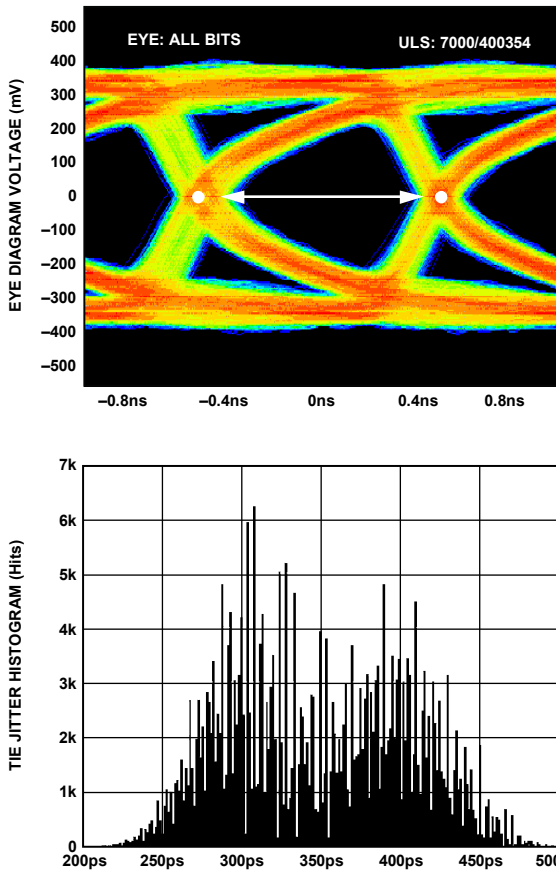 EYE: ALL BITS
ULS: 7000/400354
EYE DIAGRAM VOLTAGE (mV)
500
400
300
200
100
0
–100
–200
–300
–400
–500
–0.8ns
–0.4ns
0ns
0.4ns
0.8ns
TIE JITTER HISTOGRAM (Hits)
7k
6k
5k
4k
3k
2k
1k
0
200ps
250ps
300ps
350ps
400ps
450ps